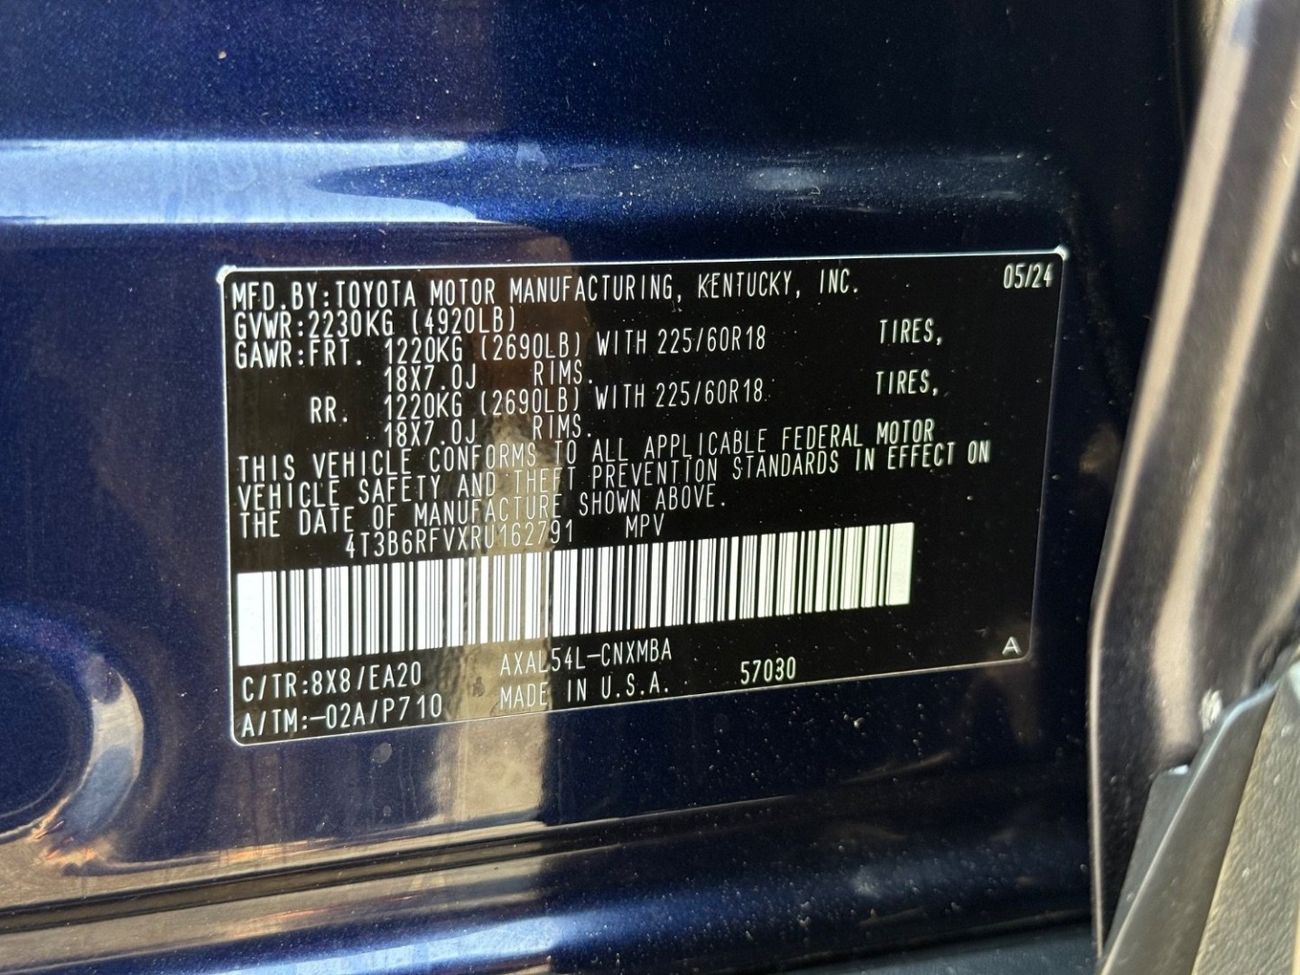 MFD.BY:TOYOTA MOTOR MANUFACTURING, KENTUCKY, INC. 05/24
GVWR:2230KG (4920LB)
GAWR:FRT. 1220KG (2690LB) WITH 225/60R18 TIRES,
18X7.0J RIMS.
RR. 1220KG (2690LB) WITH 225/60R18 TIRES,
18X7.0J RIMS.
THIS VEHICLE CONFORMS TO ALL APPLICABLE FEDERAL MOTOR
VEHICLE SAFETY AND THEFT PREVENTION STANDARDS IN EFFECT ON
THE DATE OF MANUFACTURE SHOWN ABOVE.
4T3B6RFVXRU162791 MPV
C/TR:8X8/EA20 AXAL54L-CNXMBA 57030 A
A/TM:-02A/P710 MADE IN U.S.A.